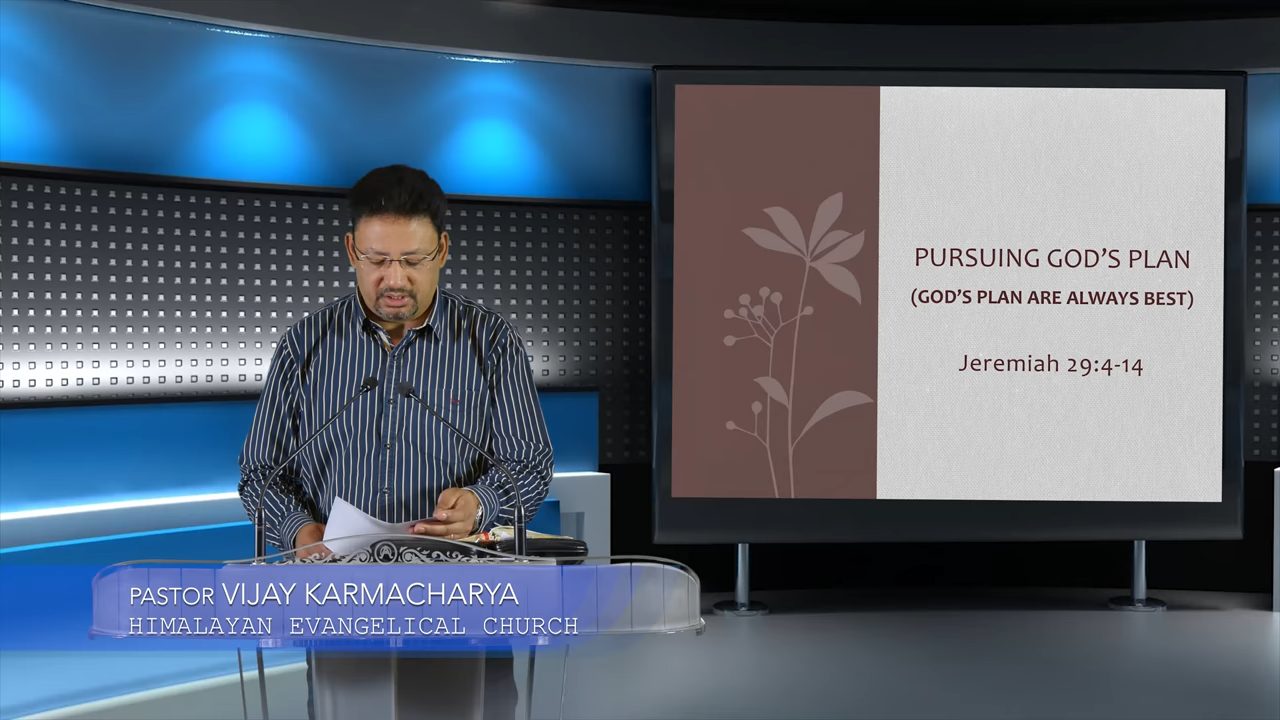 PURSUING GOD'S PLAN
(GOD'S PLAN ARE ALWAYS BEST)
Jeremiah 29:4-14
PASTOR VIJAY KARMACHARYA
HIMALAYAN EVANGELICAL CHURCH